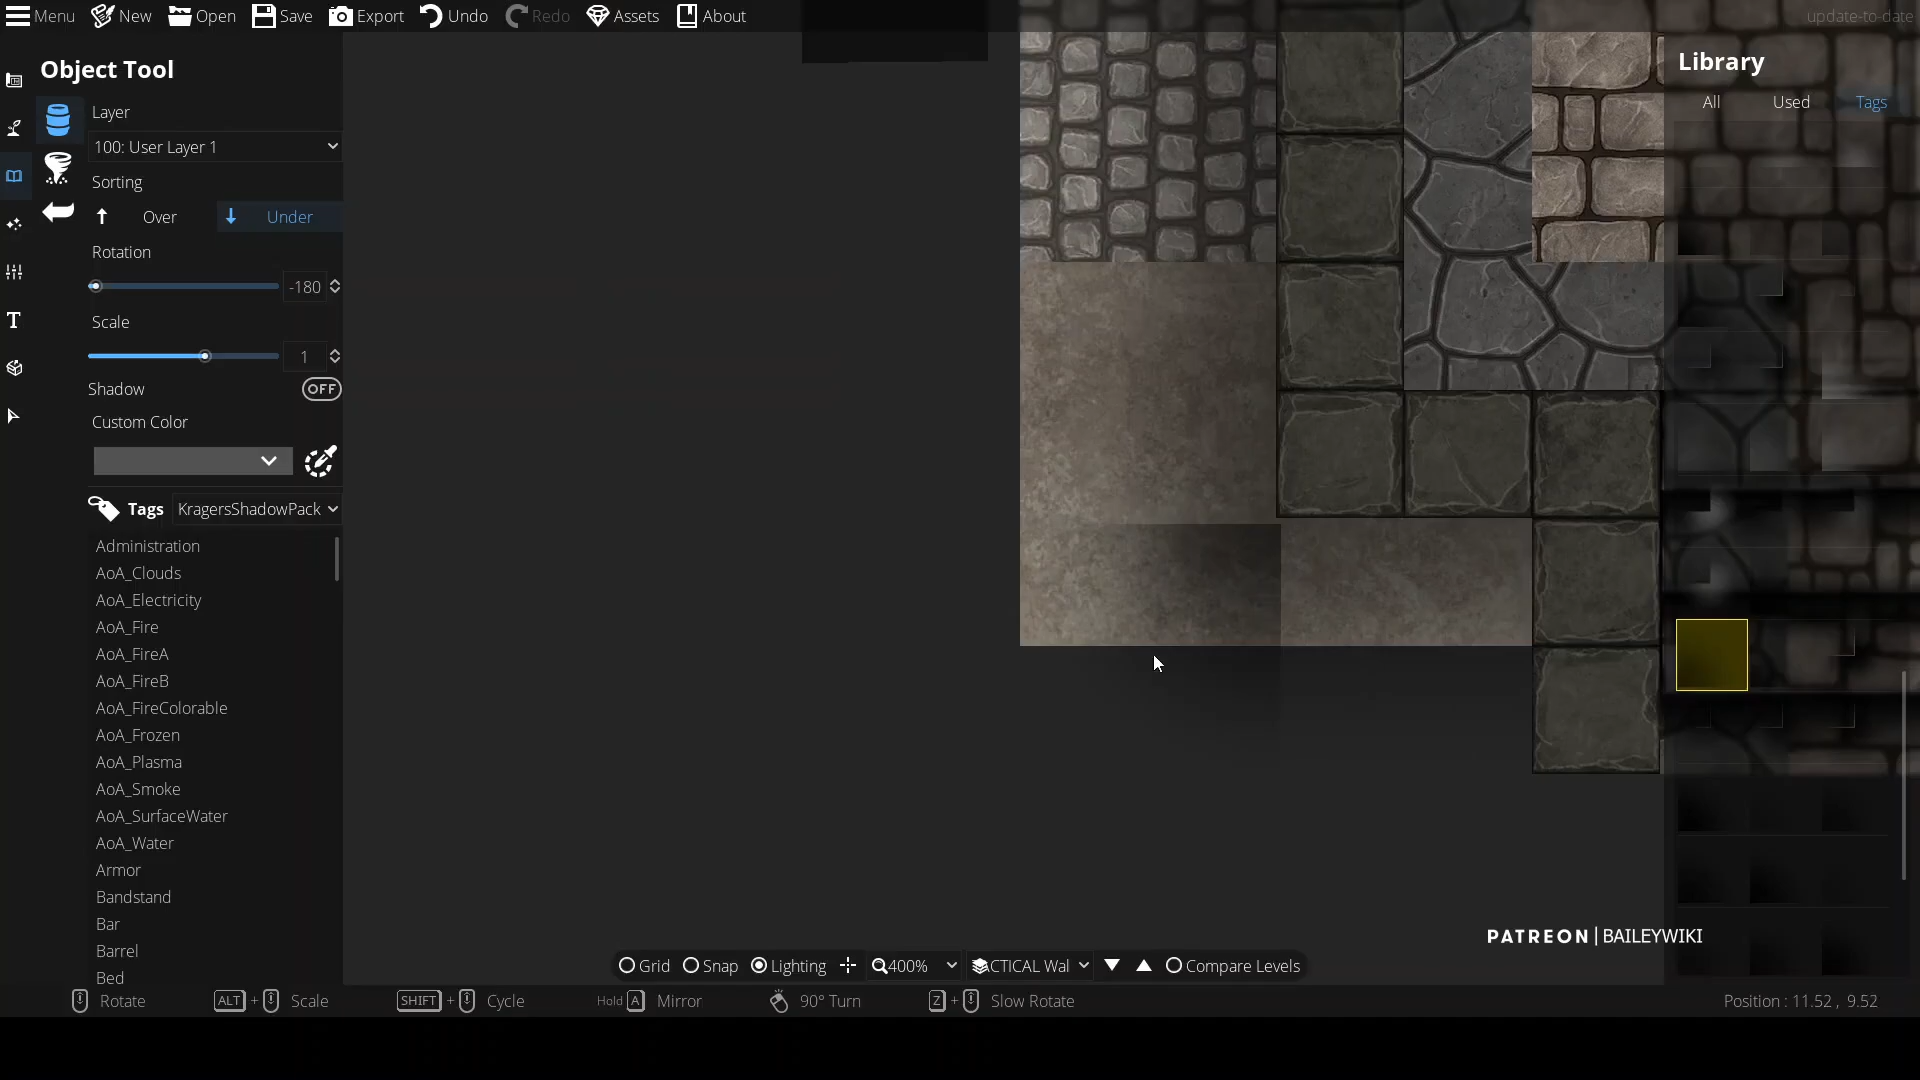 Menu New Open Save Export Undo Redo Assets About update-to-date
Object Tool
Layer
100: User Layer 1
Sorting
Over Under
Rotation
-180
Scale
1
Shadow OFF
Custom Color
Tags KragersShadowPack
Administration
AoA_Clouds
AoA_Electricity
AoA_Fire
AoA_FireA
AoA_FireB
AoA_FireColorable
AoA_Frozen
AoA_Plasma
AoA_Smoke
AoA_SurfaceWater
AoA_Water
Armor
Bandstand
Bar
Barrel
Bed
Library
All Used Tags
PATREON | BAILEYWIKI
Grid Snap Lighting 400% ACTICAL Wal Compare Levels
Rotate ALT + Scale SHIFT + Cycle Hold A Mirror 90° Turn Z + Slow Rotate Position : 11.52 , 9.52